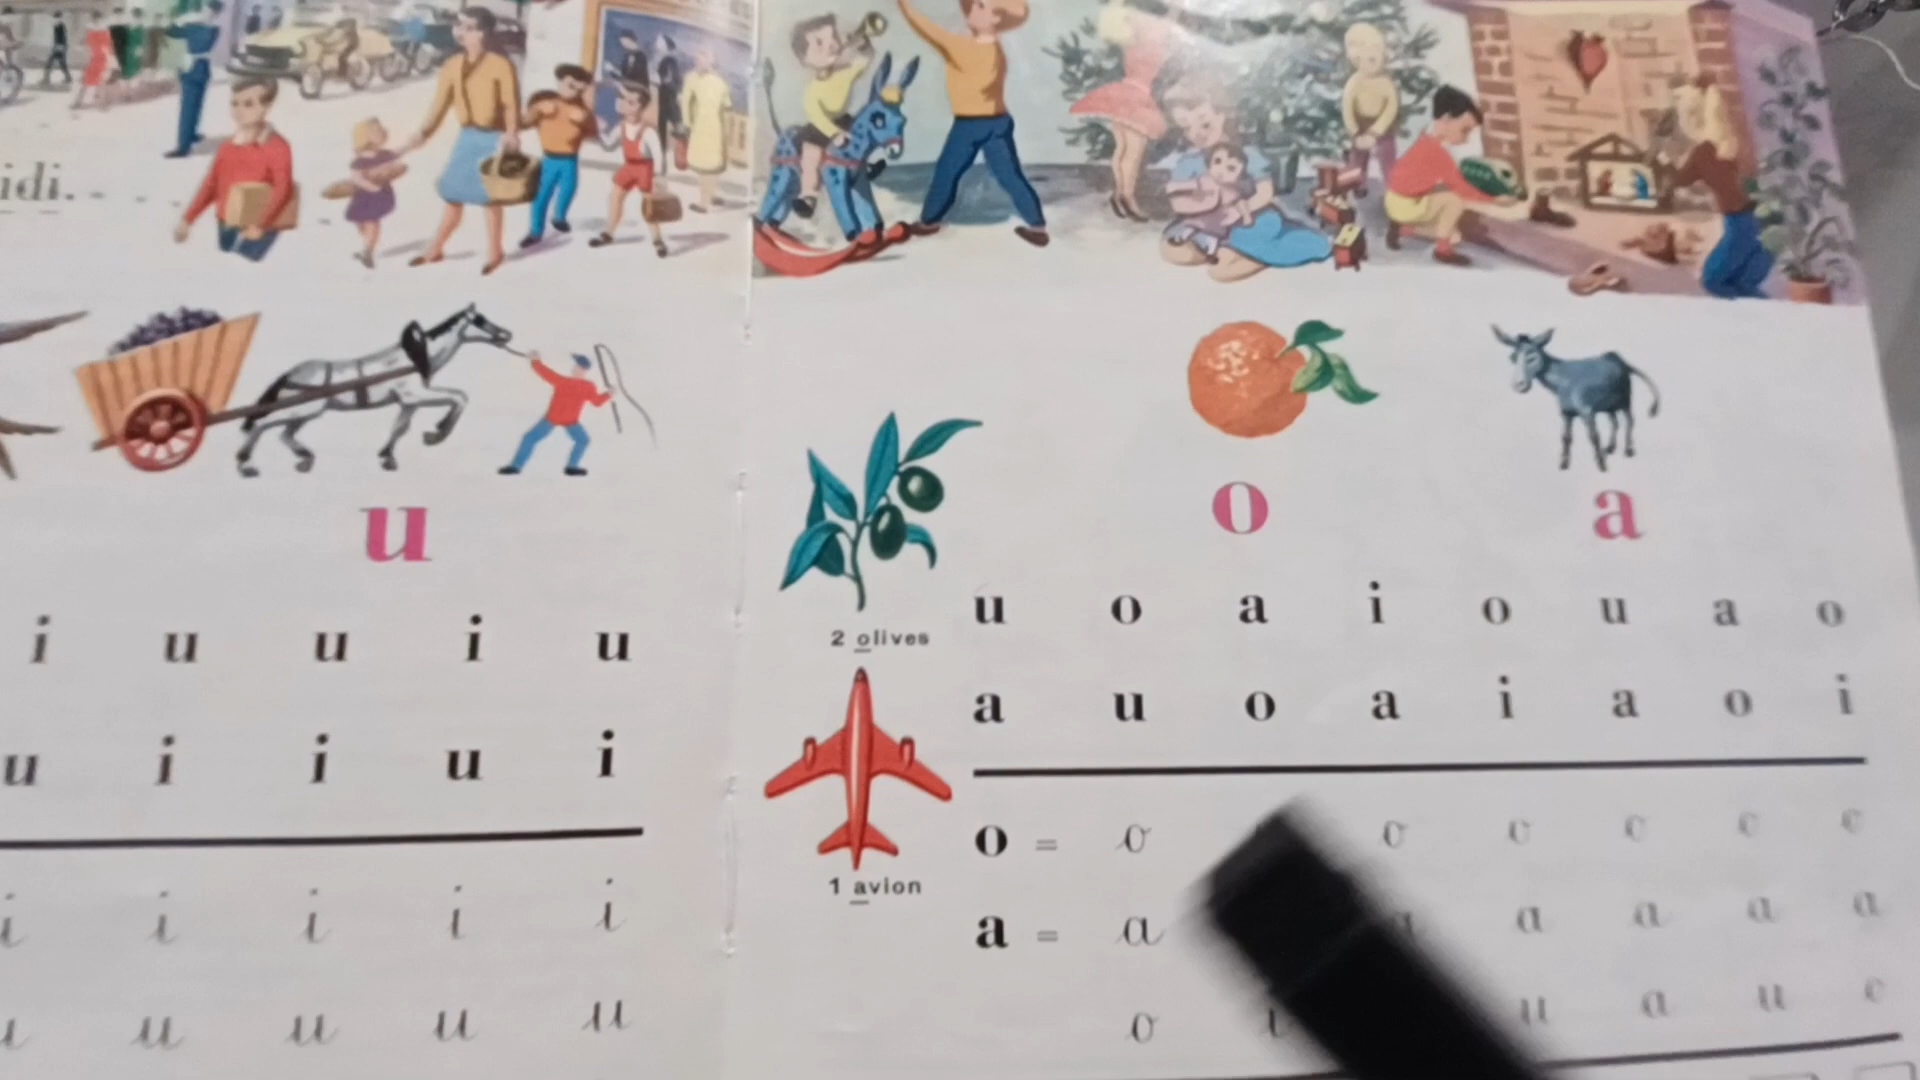 idi.
u
i u u i u
u i i u i
i i i i i
u u u u u
o a
u o a i o u a o
2 olives
a u o a i a o i
o = o o o o o o
1 avion
a = a a a a a
o u a u